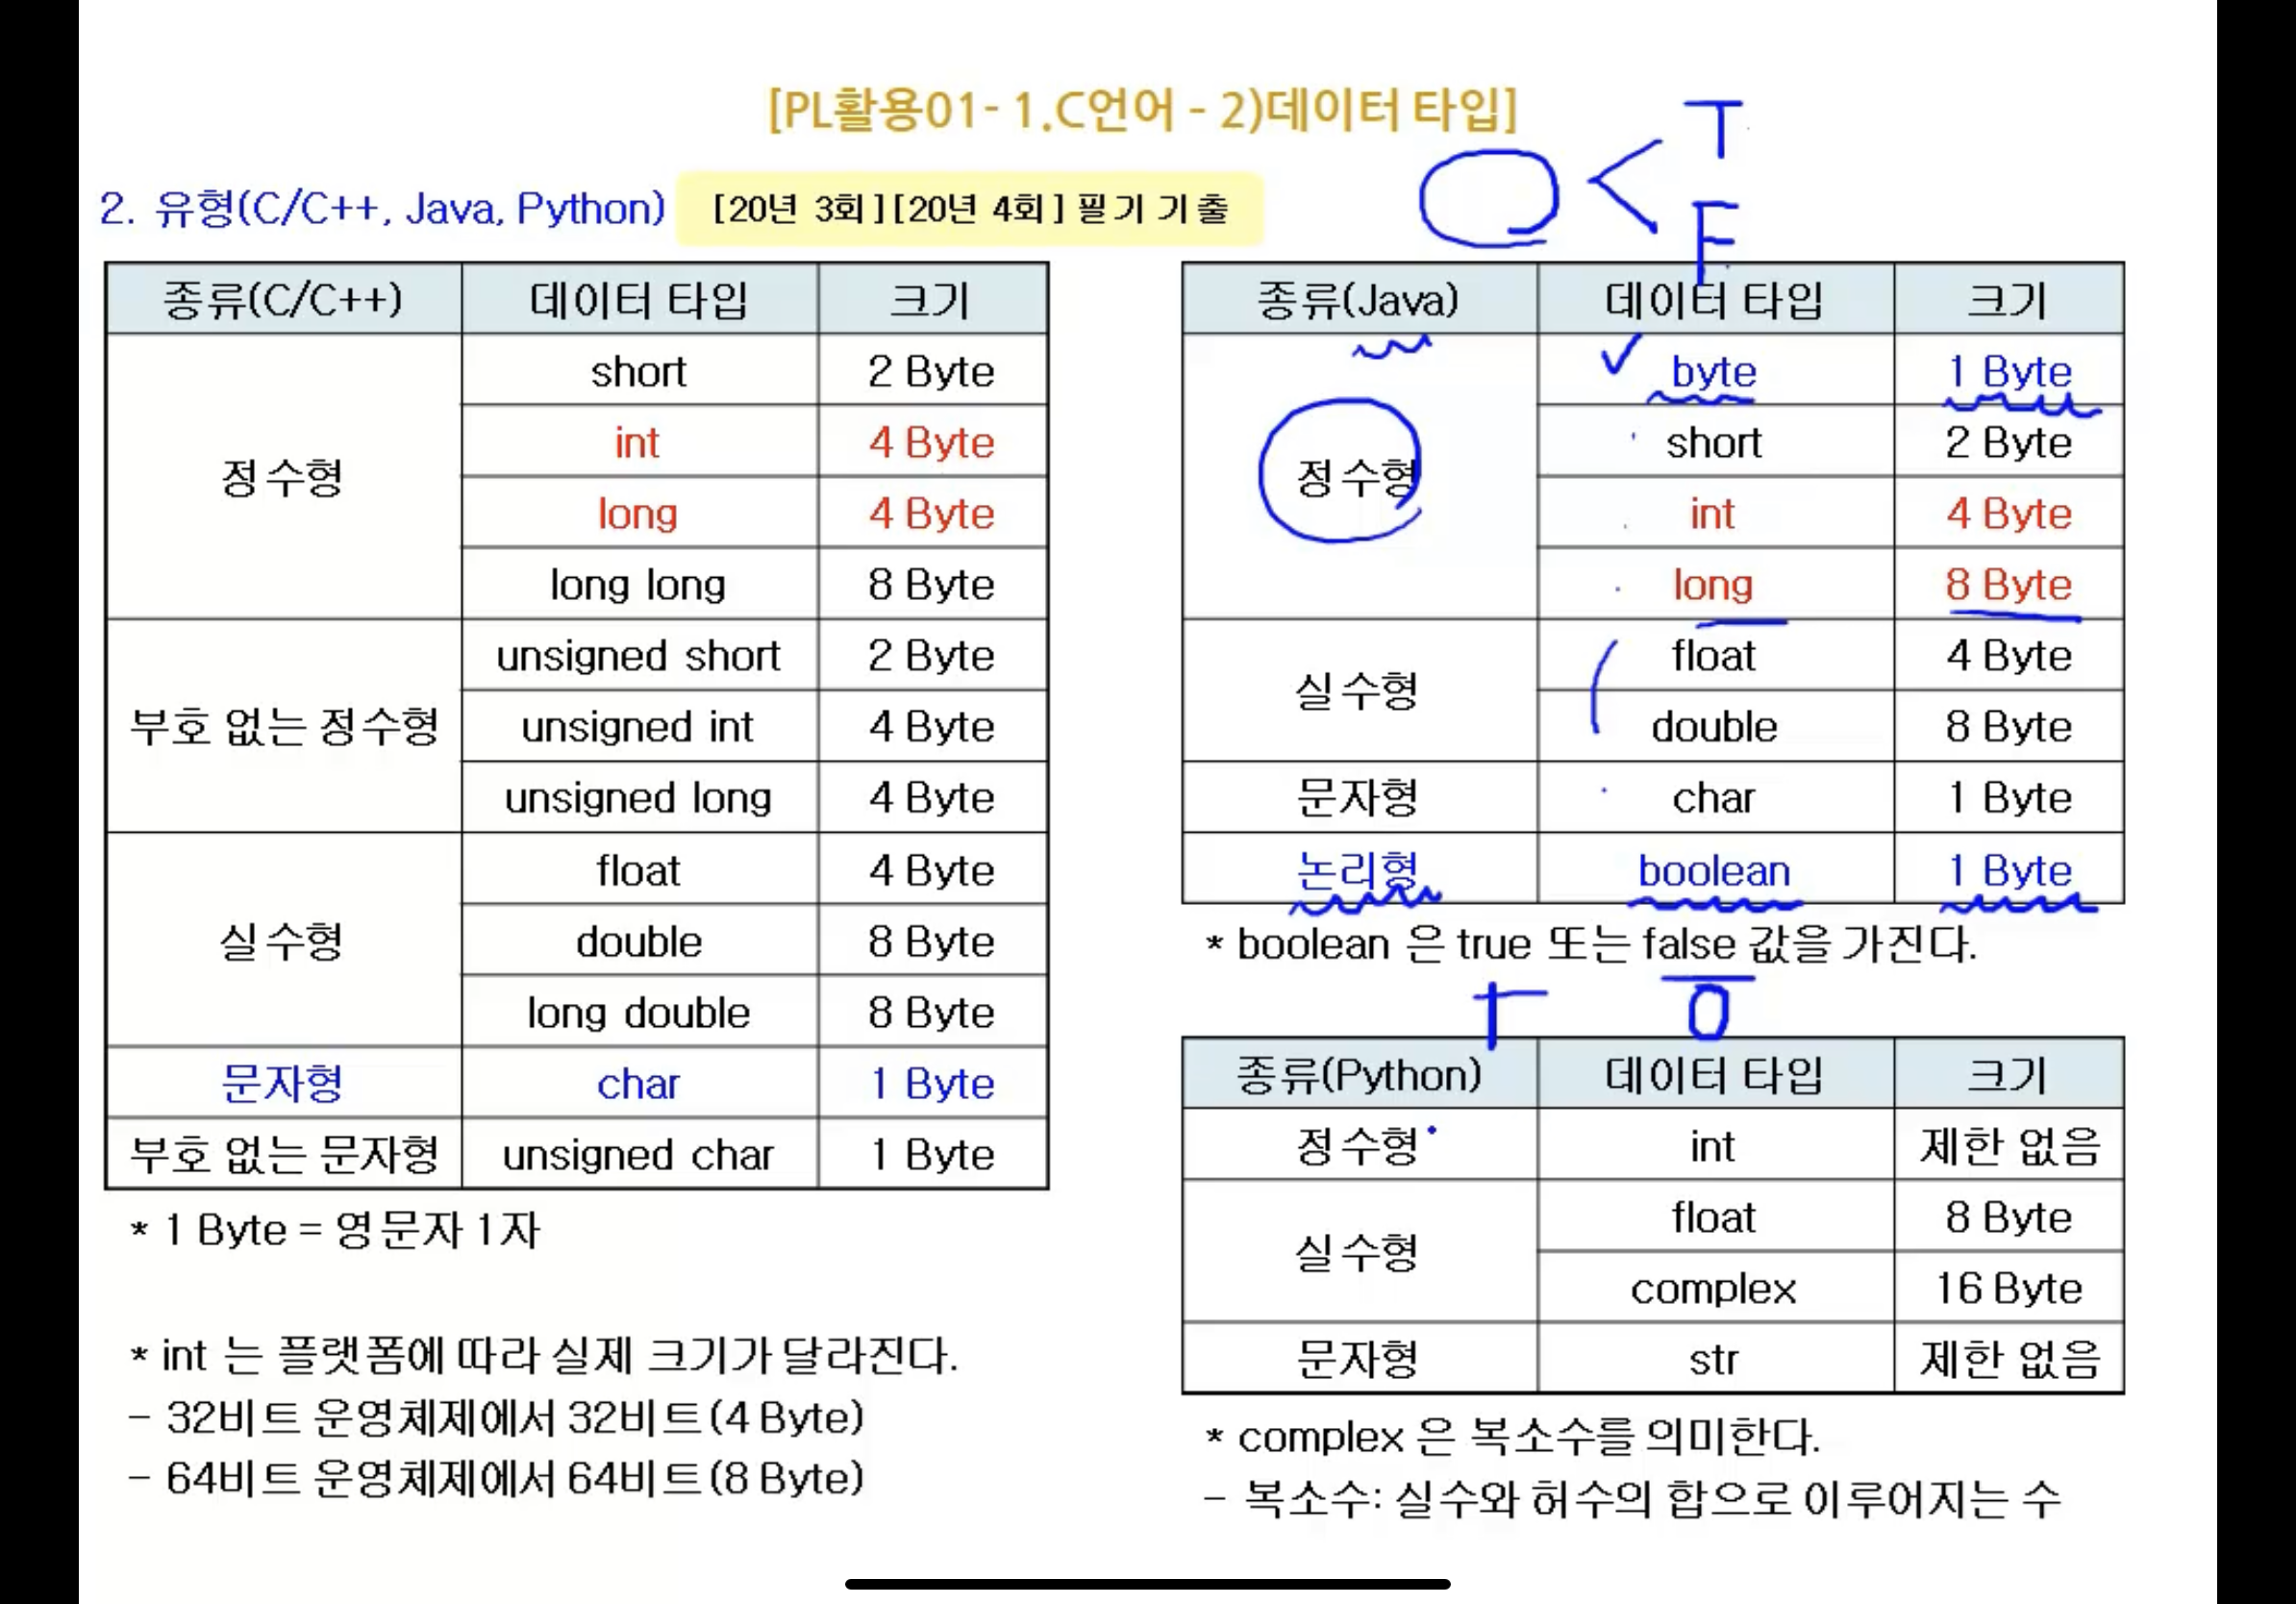 [PL활용01- 1.C언어 - 2)데이터 타입]
T
F
2. 유형(C/C++, Java, Python) [20년 3회][20년 4회] 필기 기출
종류(C/C++) 데이터 타입 크기
정수형 short 2 Byte
int 4 Byte
long 4 Byte
long long 8 Byte
부호 없는 정수형 unsigned short 2 Byte
unsigned int 4 Byte
unsigned long 4 Byte
실수형 float 4 Byte
double 8 Byte
long double 8 Byte
문자형 char 1 Byte
부호 없는 문자형 unsigned char 1 Byte
* 1 Byte = 영문자 1자
* int 는 플랫폼에 따라 실제 크기가 달라진다.
- 32비트 운영체제에서 32비트(4 Byte)
- 64비트 운영체제에서 64비트(8 Byte)
종류(Java) 데이터 타입 크기
정수형 byte 1 Byte
short 2 Byte
int 4 Byte
long 8 Byte
실수형 float 4 Byte
double 8 Byte
문자형 char 1 Byte
논리형 boolean 1 Byte
* boolean 은 true 또는 false 값을 가진다.
1 0
종류(Python) 데이터 타입 크기
정수형 int 제한 없음
실수형 float 8 Byte
complex 16 Byte
문자형 str 제한 없음
* complex 은 복소수를 의미한다.
- 복소수: 실수와 허수의 합으로 이루어지는 수